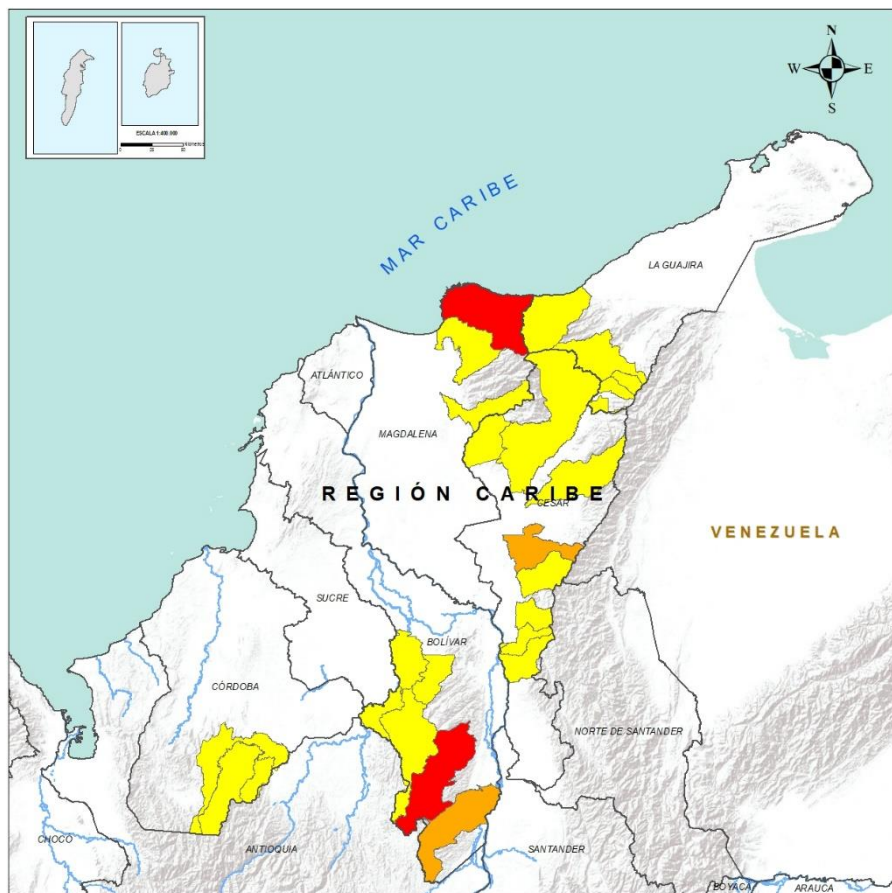 N
W E
S
ESCALA 1:400.000
MAR CARIBE
LA GUAJIRA
ATLÁNTICO
MAGDALENA
REGIÓN CARIBE
CESAR
VENEZUELA
SUCRE
BOLÍVAR
CÓRDOBA
NORTE DE SANTANDER
CHOCÓ
ANTIOQUIA
SANTANDER
BOYACÁ
ARAUCA